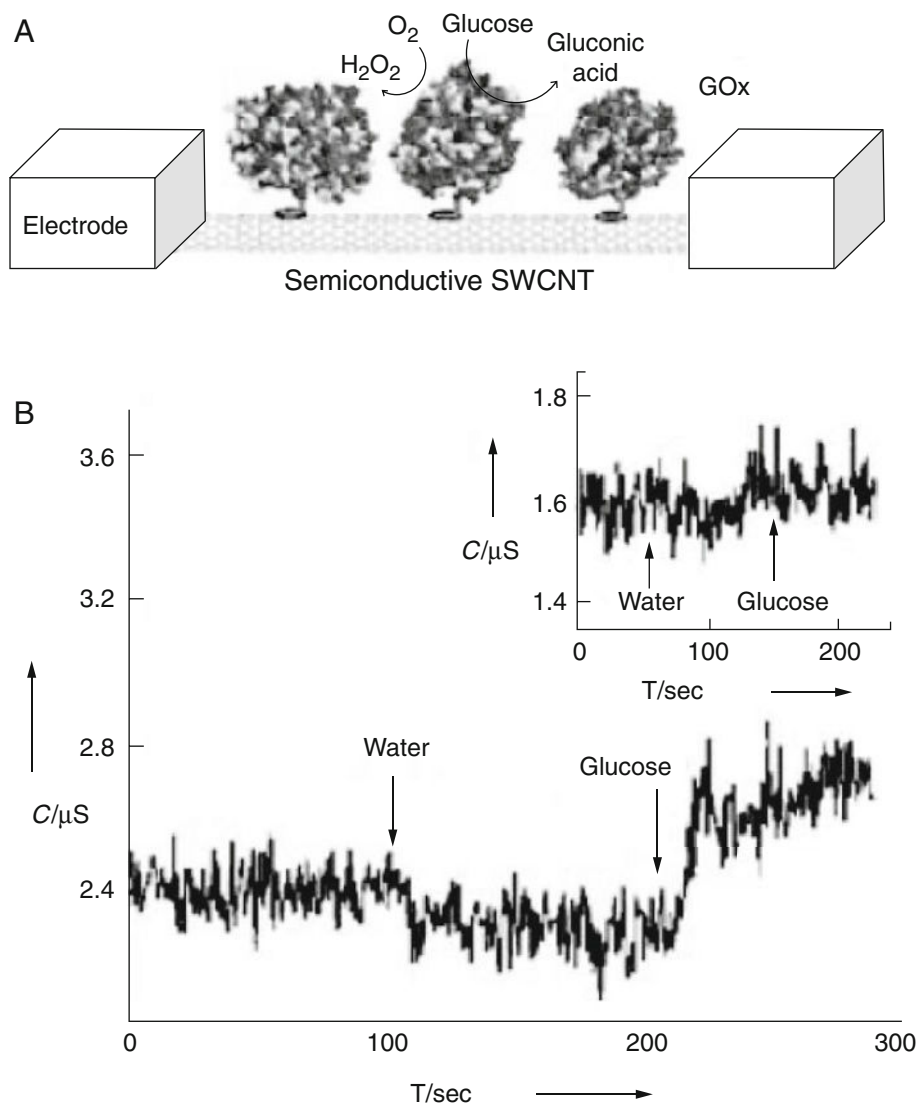 A
O₂
Glucose
H₂O₂
Gluconic
acid
GOx
Electrode
Semiconductive SWCNT
B
3.6
3.2
2.8
2.4
C/μS
0
100
200
300
T/sec
Water
Glucose
1.8
1.6
1.4
C/μS
Water
Glucose
0
100
200
T/sec